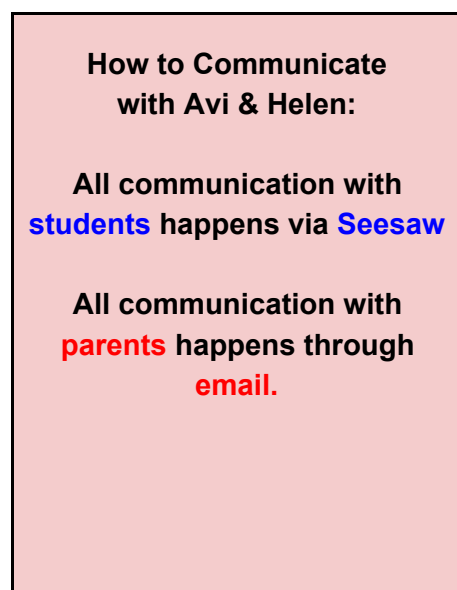 How to Communicate
with Avi & Helen:
All communication with
students happens via Seesaw
All communication with
parents happens through
email.